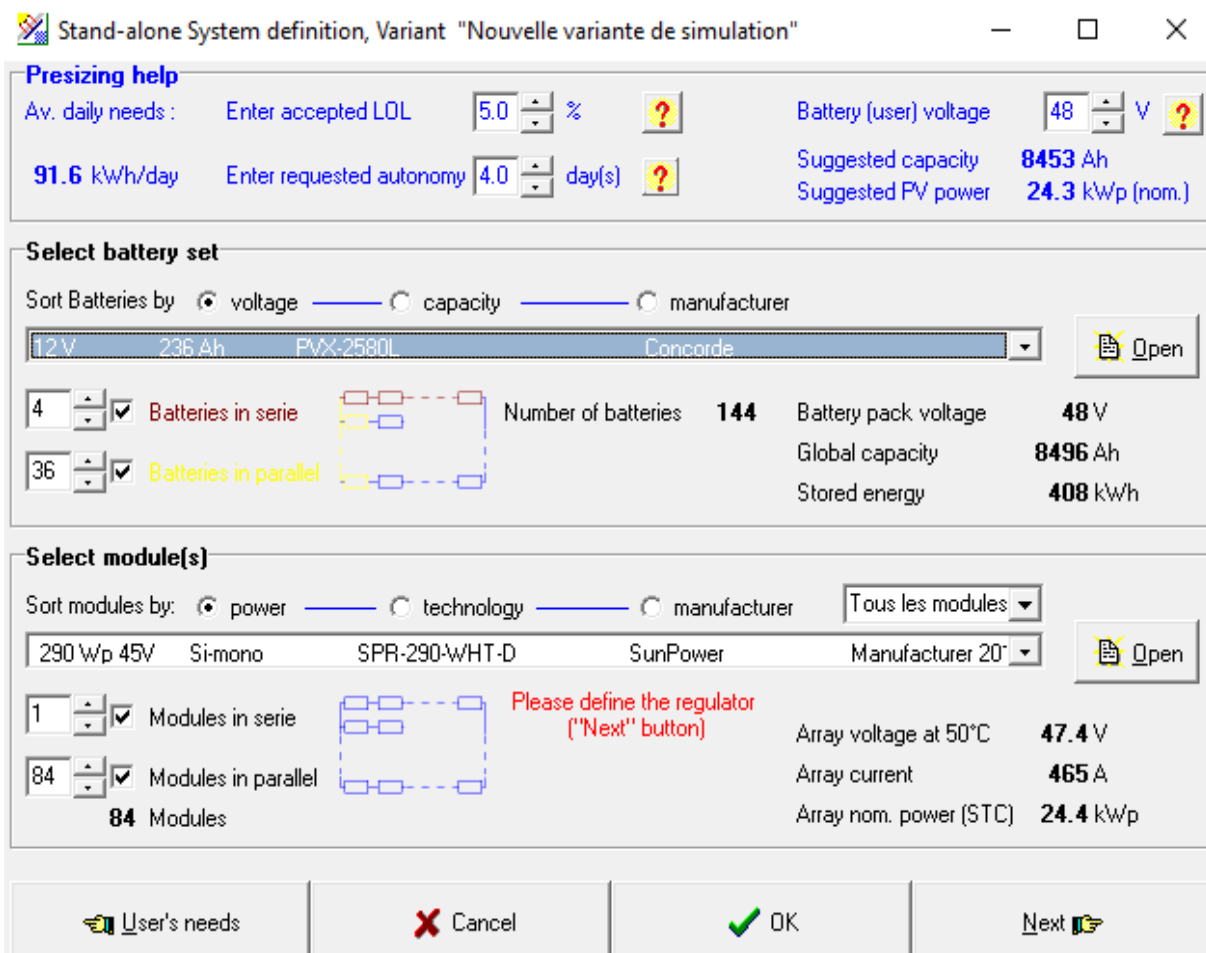 Stand-alone System definition, Variant "Nouvelle variante de simulation"
Presizing help
Av. daily needs : Enter accepted LOL 5.0 % ? Battery (user) voltage 48 V ?
91.6 kWh/day Enter requested autonomy 4.0 day(s) ? Suggested capacity 8453 Ah
Suggested PV power 24.3 kWp (nom.)
Select battery set
Sort Batteries by voltage capacity manufacturer
12 V 236 Ah PVX-2580L Concorde Open
4 Batteries in serie Number of batteries 144 Battery pack voltage 48 V
Global capacity 8496 Ah
36 Batteries in parallel
Stored energy 408 kWh
Select module(s)
Sort modules by: power technology manufacturer Tous les modules
290 Wp 45V Si-mono SPR-290-WHT-D SunPower Manufacturer Open
1 Modules in serie Please define the regulator
("Next" button)
Array voltage at 50°C 47.4 V
84 Modules in parallel Array current 465 A
84 Modules Array nom. power (STC) 24.4 kWp
User's needs Cancel OK Next